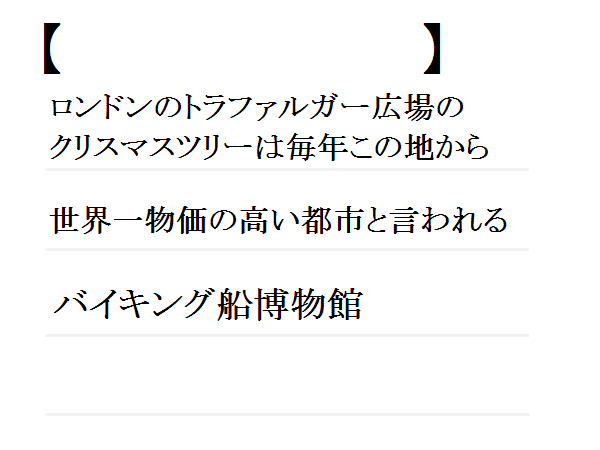 【 】
ロンドンのトラファルガー広場の
クリスマスツリーは毎年この地から
世界一物価の高い都市と言われる
バイキング船博物館